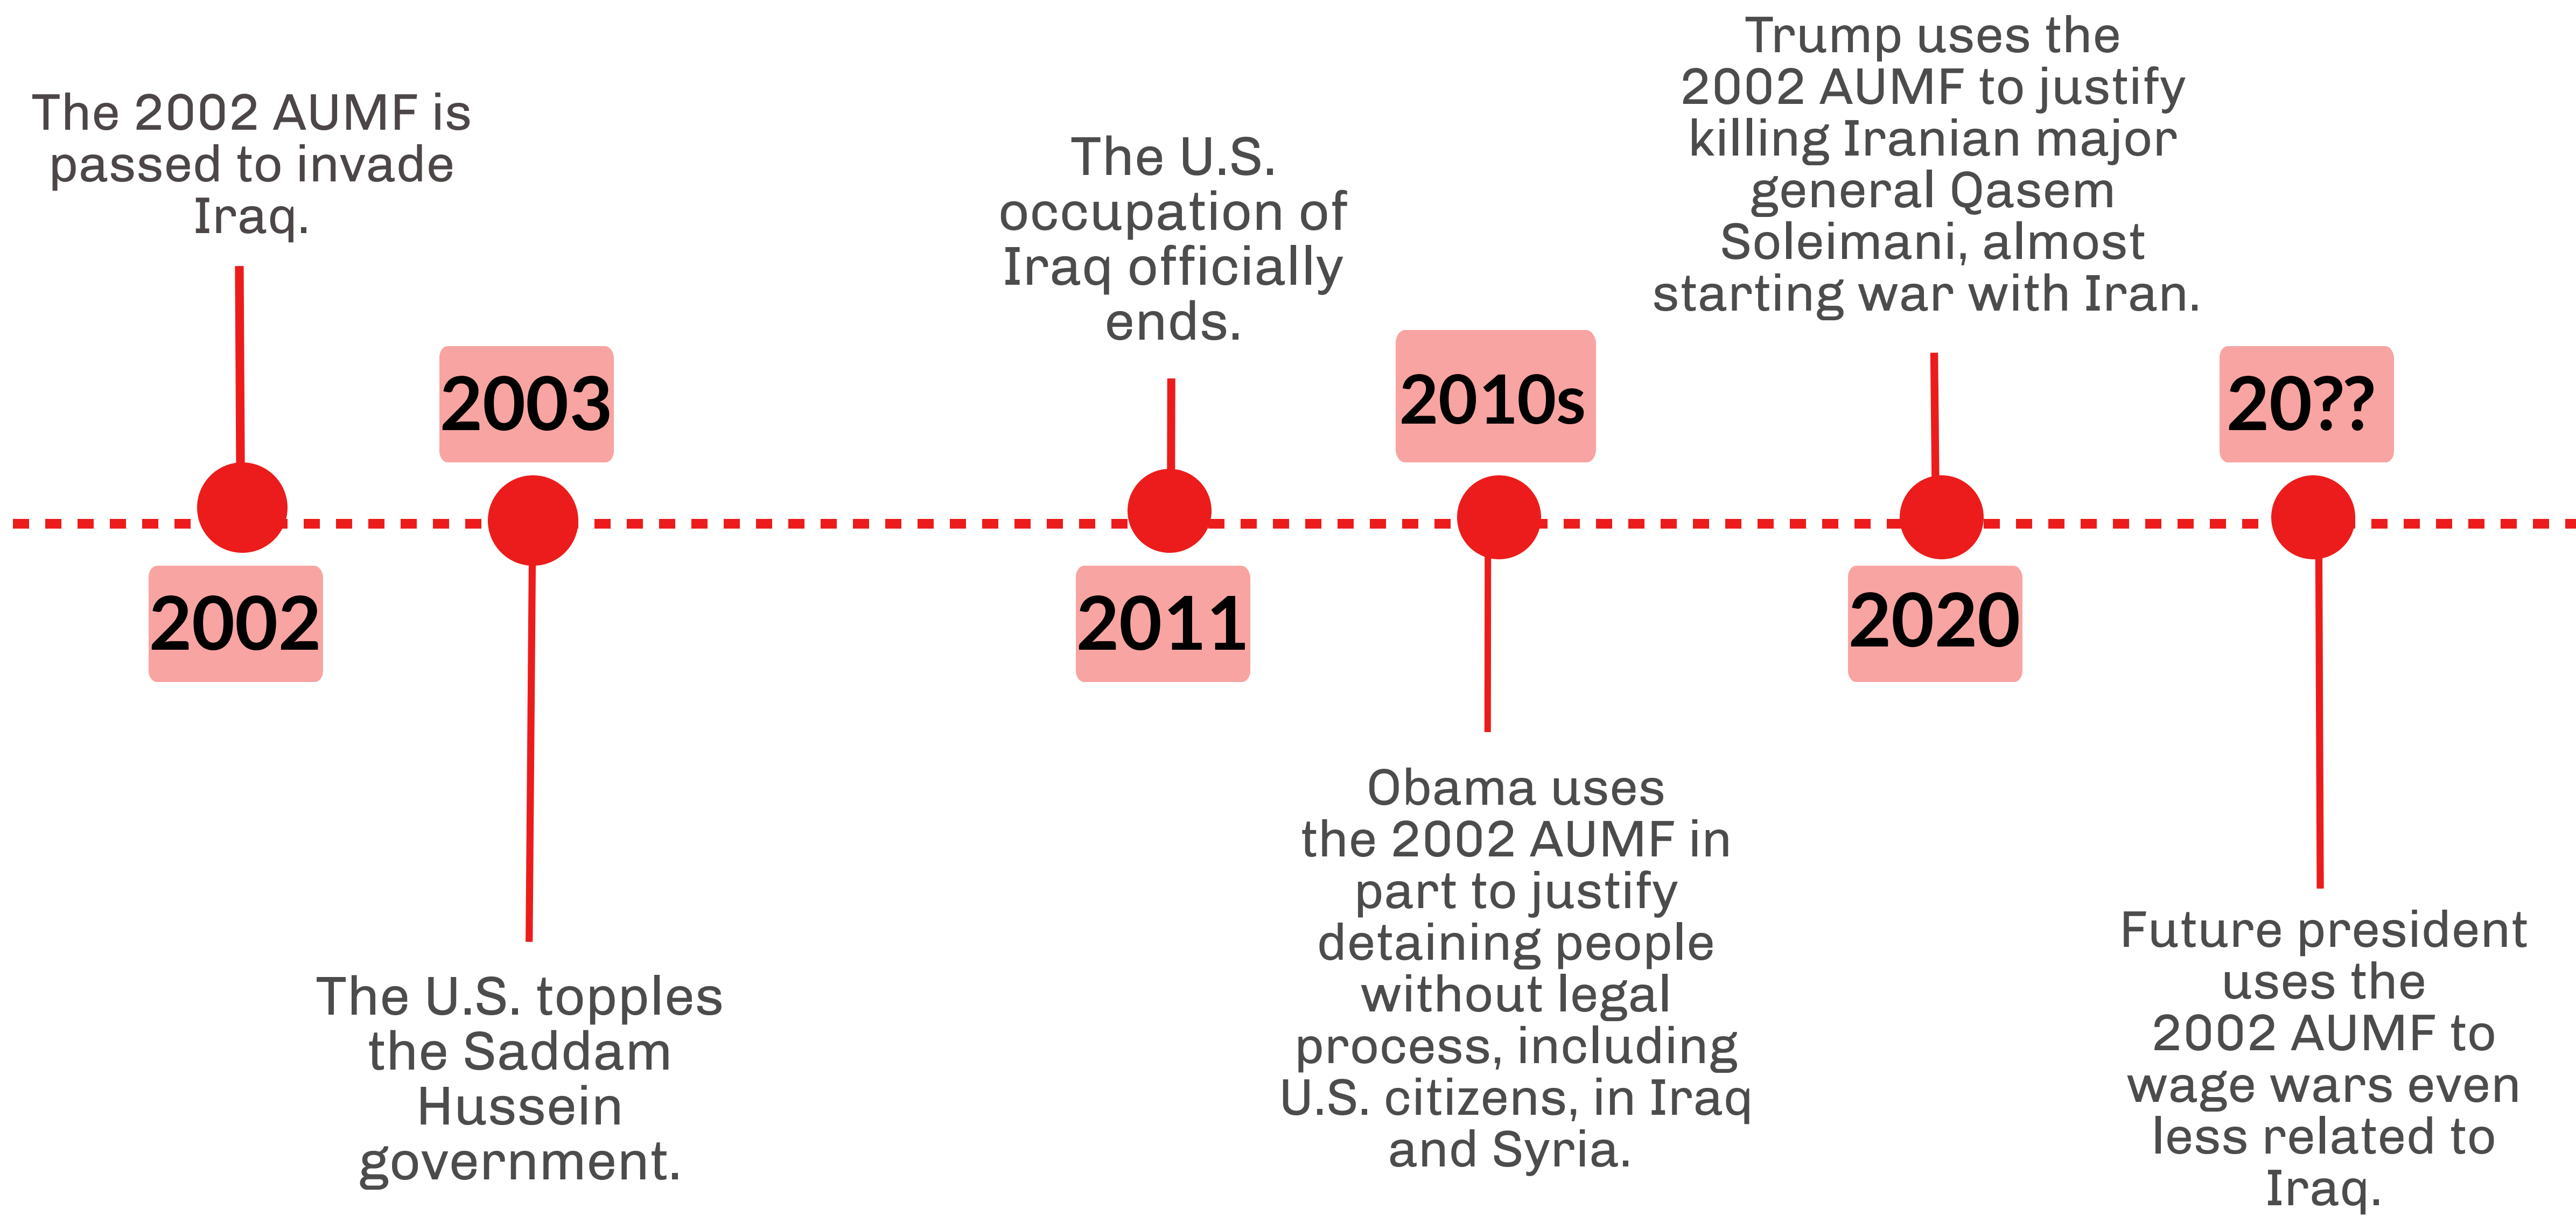 The 2002 AUMF is
passed to invade
Iraq.
2002
2003
The U.S. topples
the Saddam
Hussein
government.
The U.S.
occupation of
Iraq officially
ends.
2011
2010s
Obama uses
the 2002 AUMF in
part to justify
detaining people
without legal
process, including
U.S. citizens, in Iraq
and Syria.
Trump uses the
2002 AUMF to justify
killing Iranian major
general Qasem
Soleimani, almost
starting war with Iran.
2020
20??
Future president
uses the
2002 AUMF to
wage wars even
less related to
Iraq.